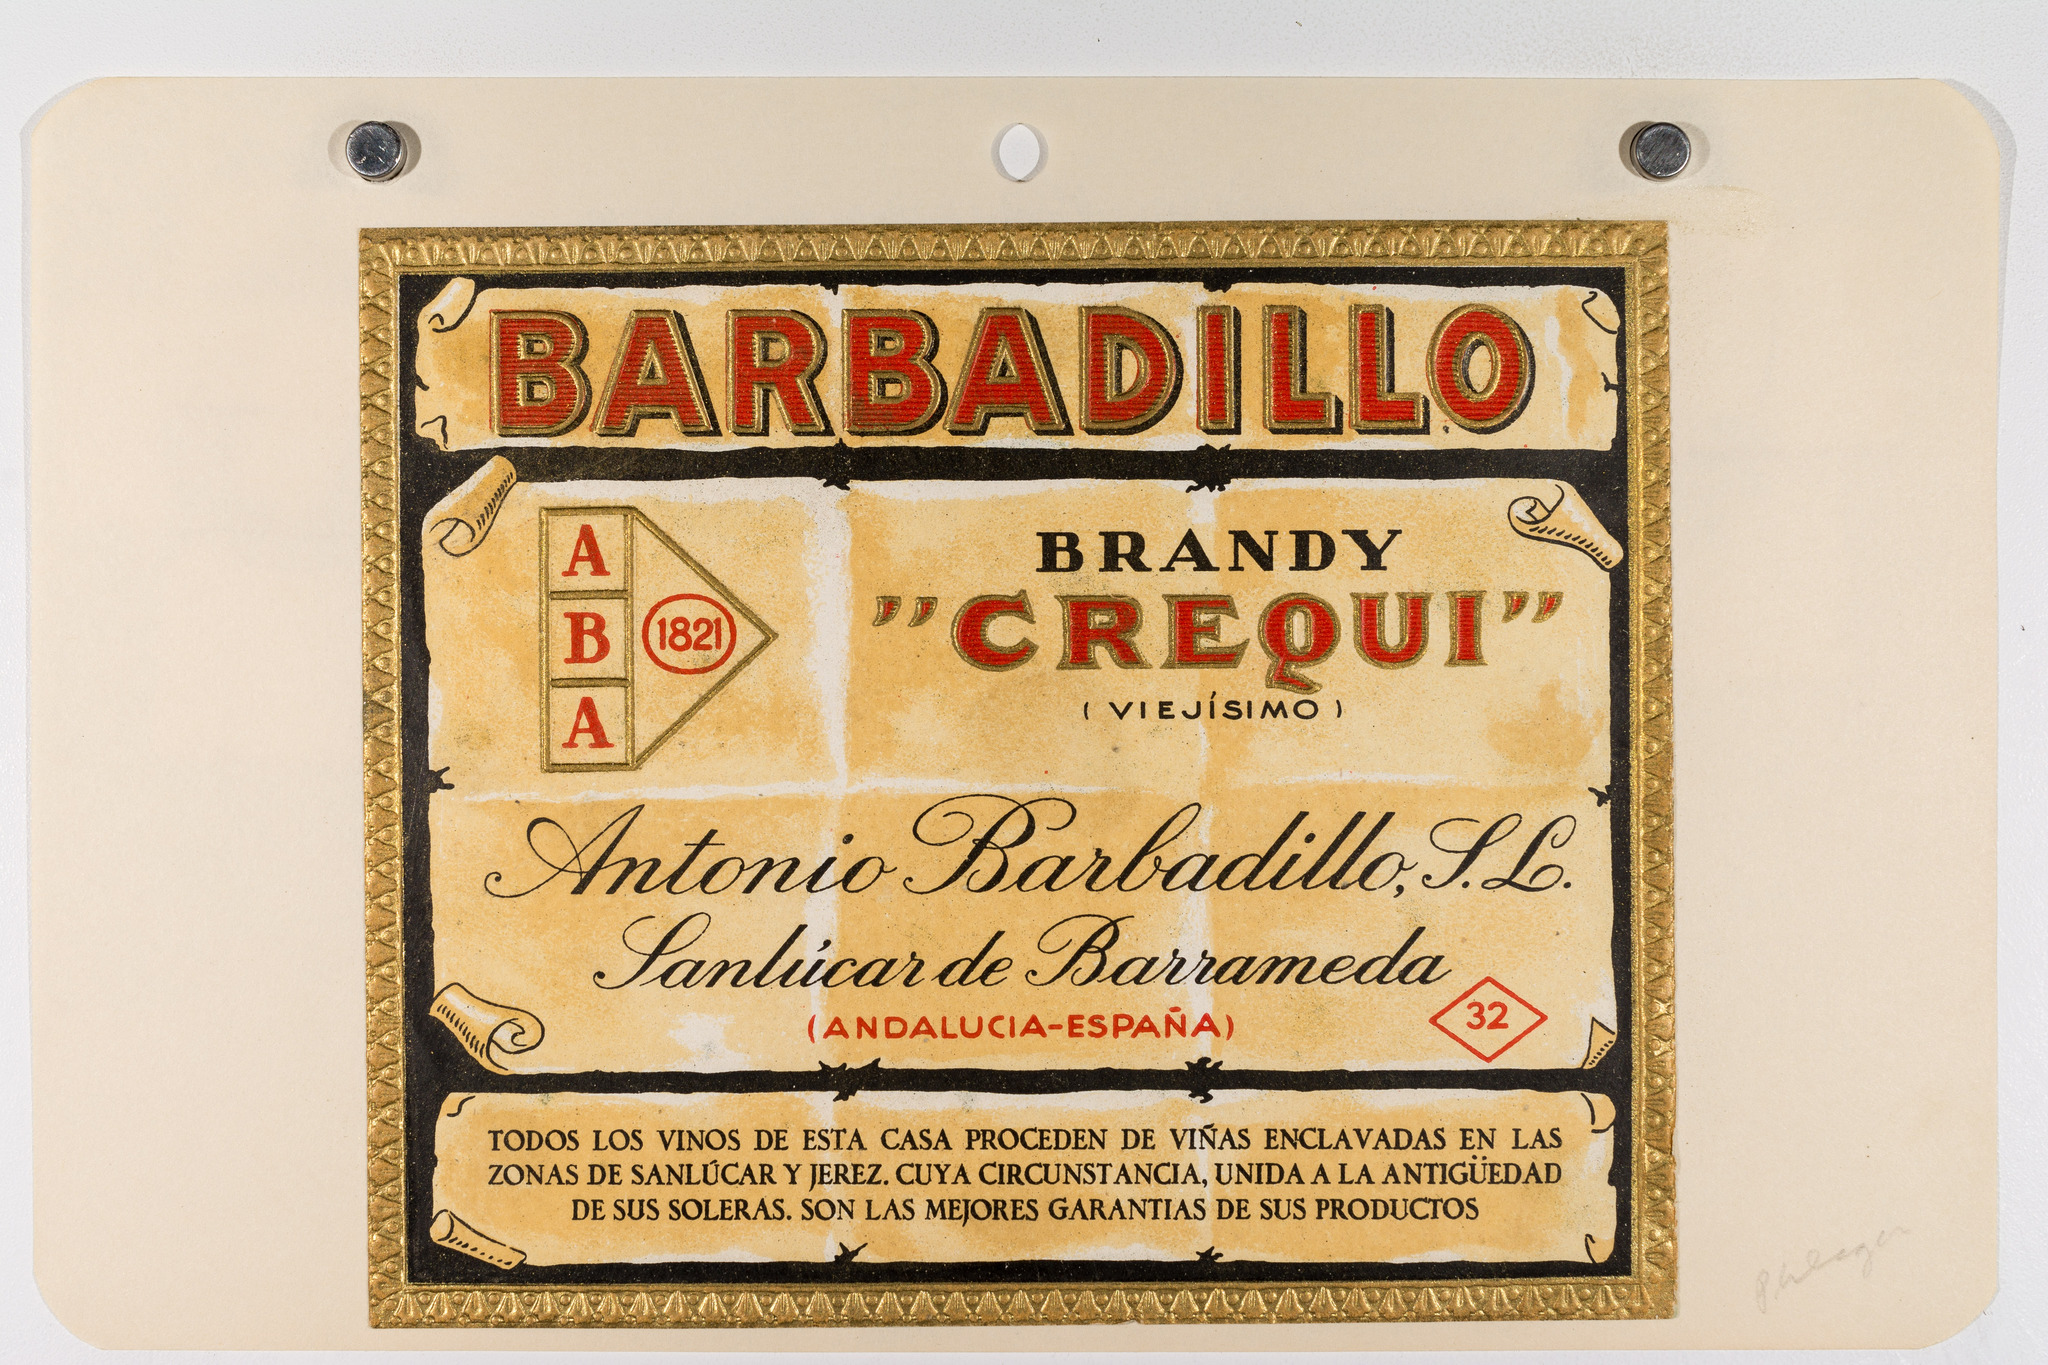 BARBADILLO
A
B
A
1821
BRANDY
"CREQUI"
(VIEJÍSIMO)
Antonio Barbadillo, S.L.
Sanlúcar de Barrameda
(ANDALUCIA-ESPAÑA)
32
TODOS LOS VINOS DE ESTA CASA PROCEDEN DE VIÑAS ENCLAVADAS EN LAS
ZONAS DE SANLÚCAR Y JEREZ. CUYA CIRCUNSTANCIA, UNIDA A LA ANTIGÜEDAD
DE SUS SOLERAS. SON LAS MEJORES GARANTIAS DE SUS PRODUCTOS